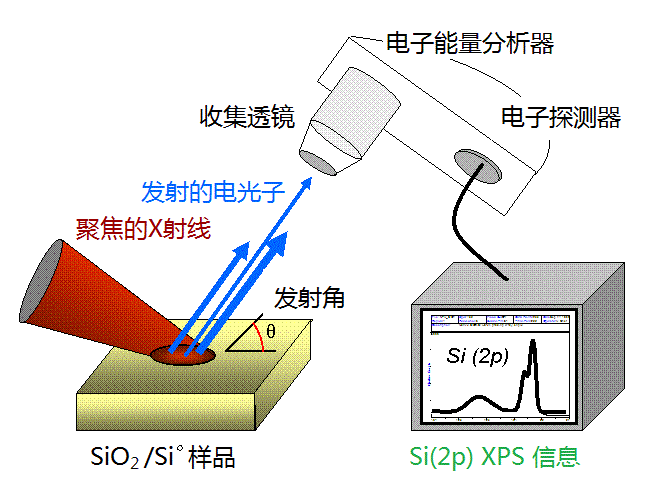 电子能量分析器
收集透镜
电子探测器
发射的电光子
聚焦的X射线
发射角
θ
Si (2p)
SiO₂ /Si° 样品
Si(2p) XPS 信息